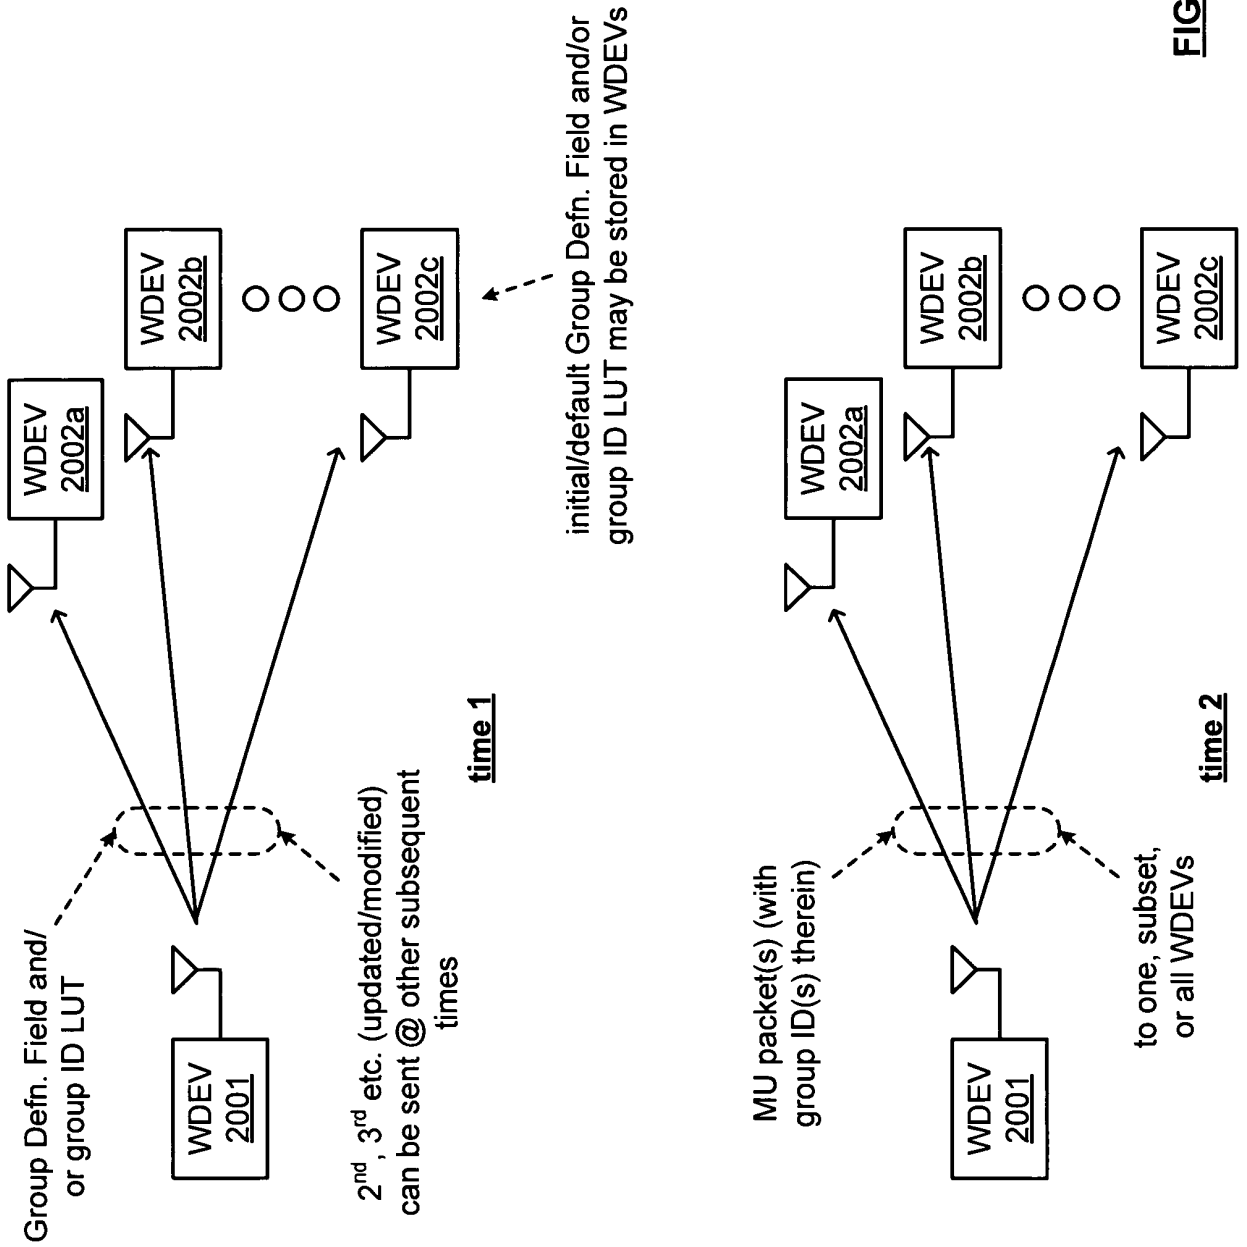 Group Defn. Field and/
or group ID LUT
WDEV
2001
2nd, 3rd etc. (updated/modified)
can be sent @ other subsequent
times
time 1
WDEV
2002a
WDEV
2002b
WDEV
2002c
initial/default Group Defn. Field and/or
group ID LUT may be stored in WDEVs
MU packet(s) (with
group ID(s) therein)
WDEV
2001
to one, subset,
or all WDEVs
time 2
WDEV
2002a
WDEV
2002b
WDEV
2002c
FIG